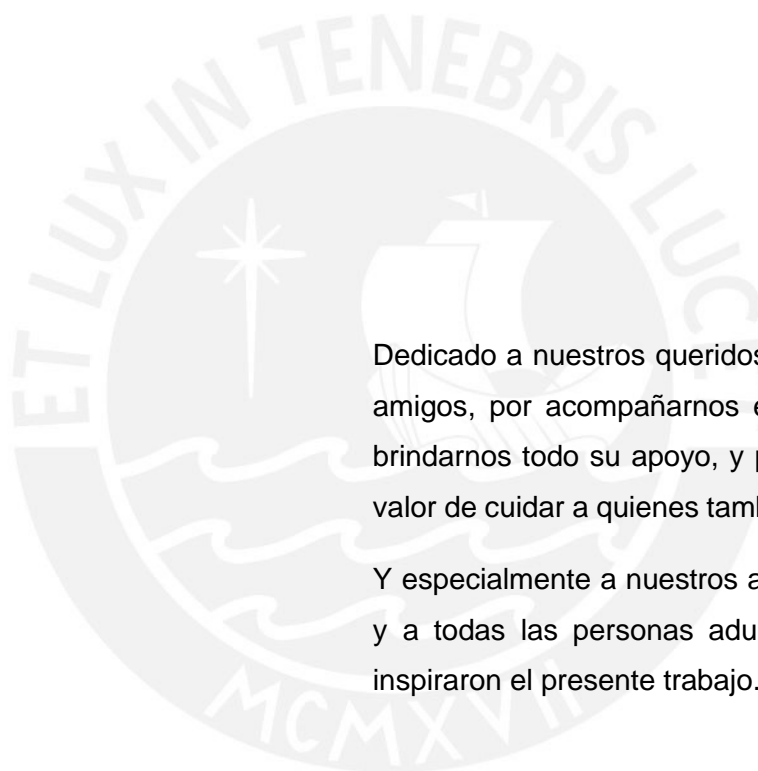 ET LUX IN TENEBRIS LUCE
Dedicado a nuestros queridos
amigos, por acompañarnos
brindarnos todo su apoyo, y
valor de cuidar a quienes
Y especialmente a nuestros
y a todas las personas
inspiraron el presente trabajo.
MCMXVII